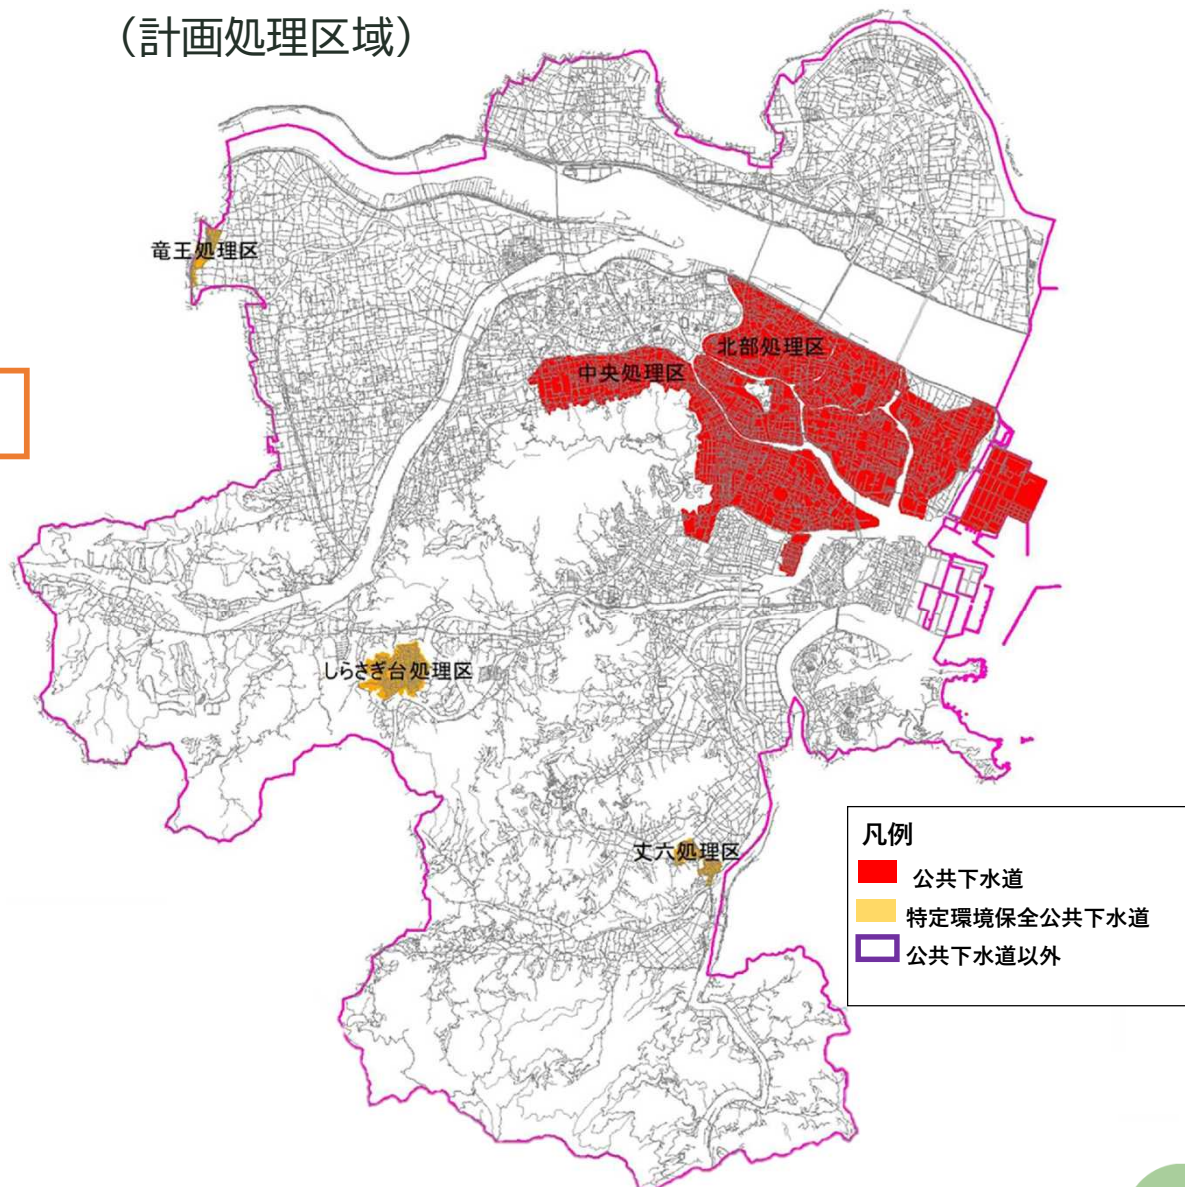 （計画処理区域）
竜王処理区
北部処理区
中央処理区
しらさぎ台処理区
丈六処理区
凡例
公共下水道
特定環境保全公共下水道
公共下水道以外